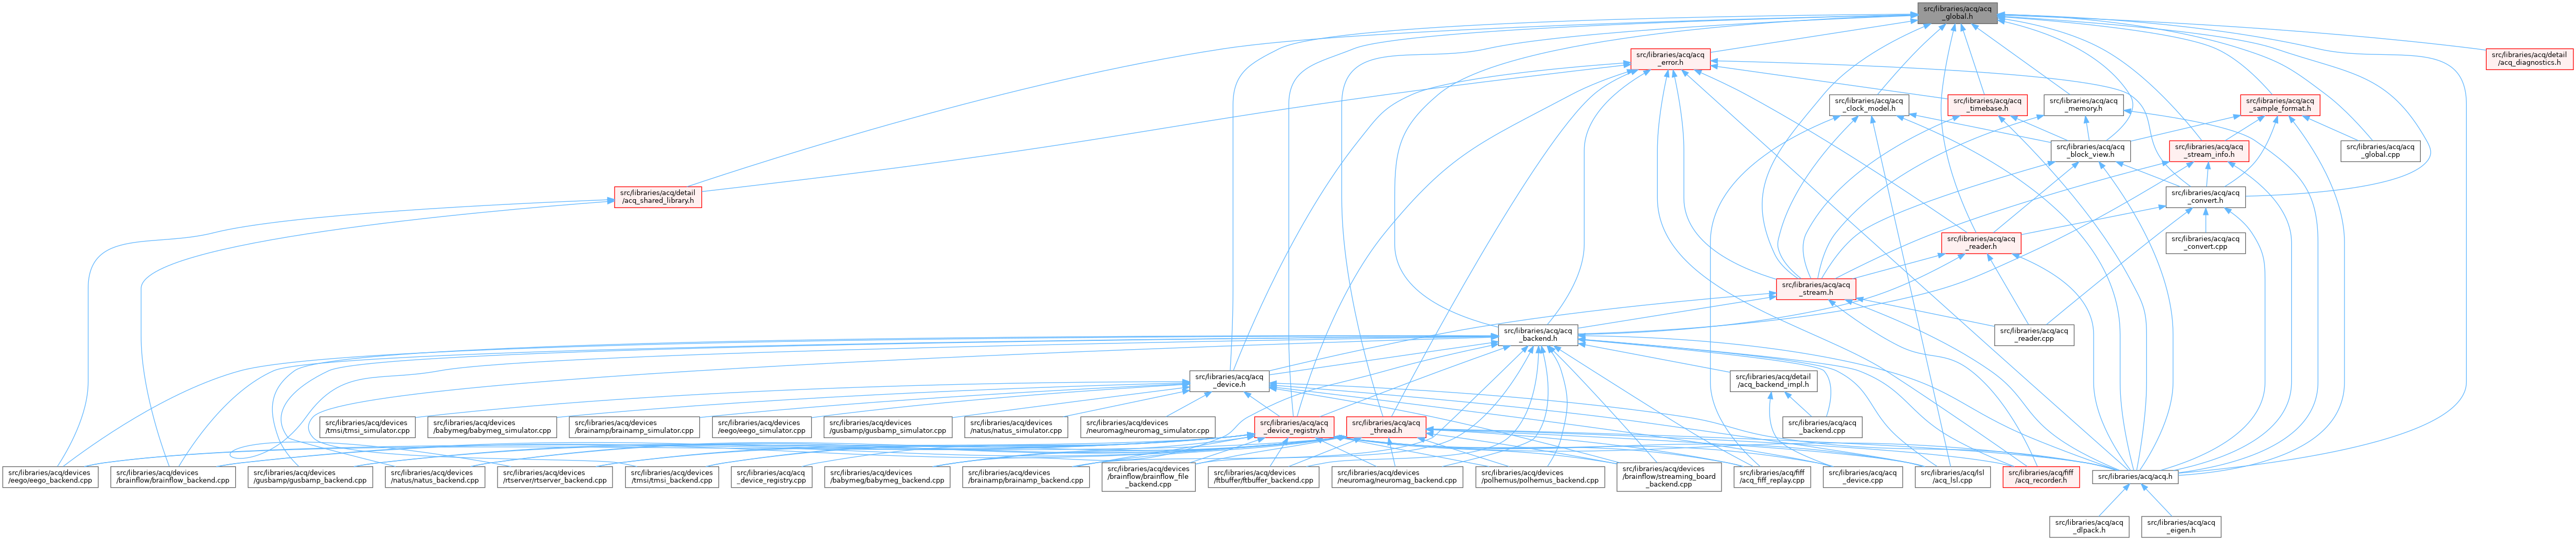 src/libraries/acq/acq
_global.h
src/libraries/acq/acq
_error.h
src/libraries/acq/detail
/acq_diagnostics.h
src/libraries/acq/acq
_clock_model.h
src/libraries/acq/acq
_timebase.h
src/libraries/acq/acq
_memory.h
src/libraries/acq/acq
_sample_format.h
src/libraries/acq/acq
_block_view.h
src/libraries/acq/acq
_stream_info.h
src/libraries/acq/acq
_global.cpp
src/libraries/acq/detail
/acq_shared_library.h
src/libraries/acq/acq
_convert.h
src/libraries/acq/acq
_reader.h
src/libraries/acq/acq
_convert.cpp
src/libraries/acq/acq
_stream.h
src/libraries/acq/acq
_backend.h
src/libraries/acq/acq
_reader.cpp
src/libraries/acq/acq
_device.h
src/libraries/acq/detail
/acq_backend_impl.h
src/libraries/acq/devices
/tmsi/tmsi_simulator.cpp
src/libraries/acq/devices
/babymeg/babymeg_simulator.cpp
src/libraries/acq/devices
/brainamp/brainamp_simulator.cpp
src/libraries/acq/devices
/eego/eego_simulator.cpp
src/libraries/acq/devices
/gusbamp/gusbamp_simulator.cpp
src/libraries/acq/devices
/natus/natus_simulator.cpp
src/libraries/acq/devices
/neuromag/neuromag_simulator.cpp
src/libraries/acq/acq
_device_registry.h
src/libraries/acq/acq
_thread.h
src/libraries/acq/acq
_backend.cpp
src/libraries/acq/devices
/eego/eego_backend.cpp
src/libraries/acq/devices
/brainflow/brainflow_backend.cpp
src/libraries/acq/devices
/gusbamp/gusbamp_backend.cpp
src/libraries/acq/devices
/natus/natus_backend.cpp
src/libraries/acq/devices
/rtserver/rtserver_backend.cpp
src/libraries/acq/devices
/tmsi/tmsi_backend.cpp
src/libraries/acq/acq
_device_registry.cpp
src/libraries/acq/devices
/babymeg/babymeg_backend.cpp
src/libraries/acq/devices
/brainamp/brainamp_backend.cpp
src/libraries/acq/devices
/brainflow/brainflow_file
_backend.cpp
src/libraries/acq/devices
/ftbuffer/ftbuffer_backend.cpp
src/libraries/acq/devices
/neuromag/neuromag_backend.cpp
src/libraries/acq/devices
/polhemus/polhemus_backend.cpp
src/libraries/acq/devices
/brainflow/streaming_board
_backend.cpp
src/libraries/acq/fiff
/acq_fiff_replay.cpp
src/libraries/acq/acq
_device.cpp
src/libraries/acq/lsl
/acq_lsl.cpp
src/libraries/acq/fiff
/acq_recorder.h
src/libraries/acq/acq.h
src/libraries/acq/acq
_dlpack.h
src/libraries/acq/acq
_eigen.h